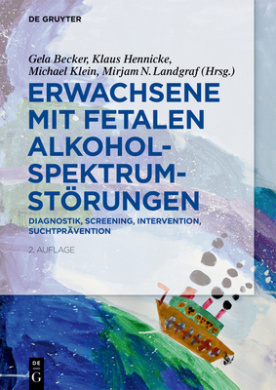 DE GRUYTER
Gela Becker, Klaus Hennicke,
Michael Klein, Mirjam N. Landgraf (Hrsg.)
ERWACHSENE
MIT FETALEN
ALKOHOL-
SPEKTRUM-
STÖRUNGEN
DIAGNOSTIK, SCREENING, INTERVENTION,
SUCHTPRÄVENTION
2. AUFLAGE
DE
G